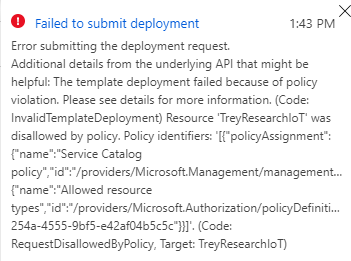 Failed to submit deployment 1:43 PM
Error submitting the deployment request.
Additional details from the underlying API that might be
helpful: The template deployment failed because of policy
violation. Please see details for more information. (Code:
InvalidTemplateDeployment) Resource 'TreyResearchIoT' was
disallowed by policy. Policy identifiers: '[{"policyAssignment":
{"name":"Service Catalog
policy","id":"/providers/Microsoft.Management/management...
{"name":"Allowed resource
types","id":"/providers/Microsoft.Authorization/policyDefiniti...
254a-4555-9bf5-e42af04b5c5c"}}]'. (Code:
RequestDisallowedByPolicy, Target: TreyResearchIoT)